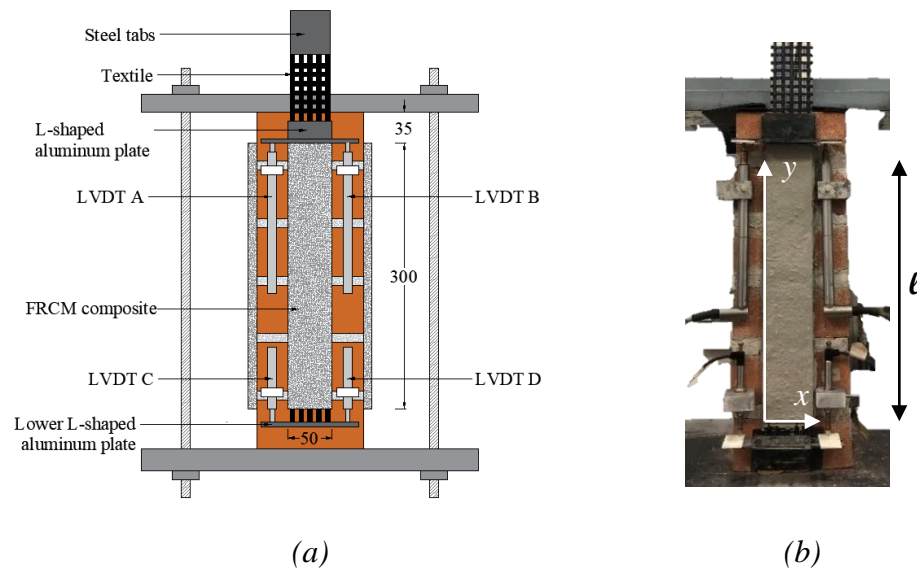 Steel tabs
Textile
L-shaped
aluminum plate
35
LVDT A
LVDT B
300
FRCM composite
LVDT C
LVDT D
Lower L-shaped
aluminum plate
50
(a)
y
ℓ
x
(b)